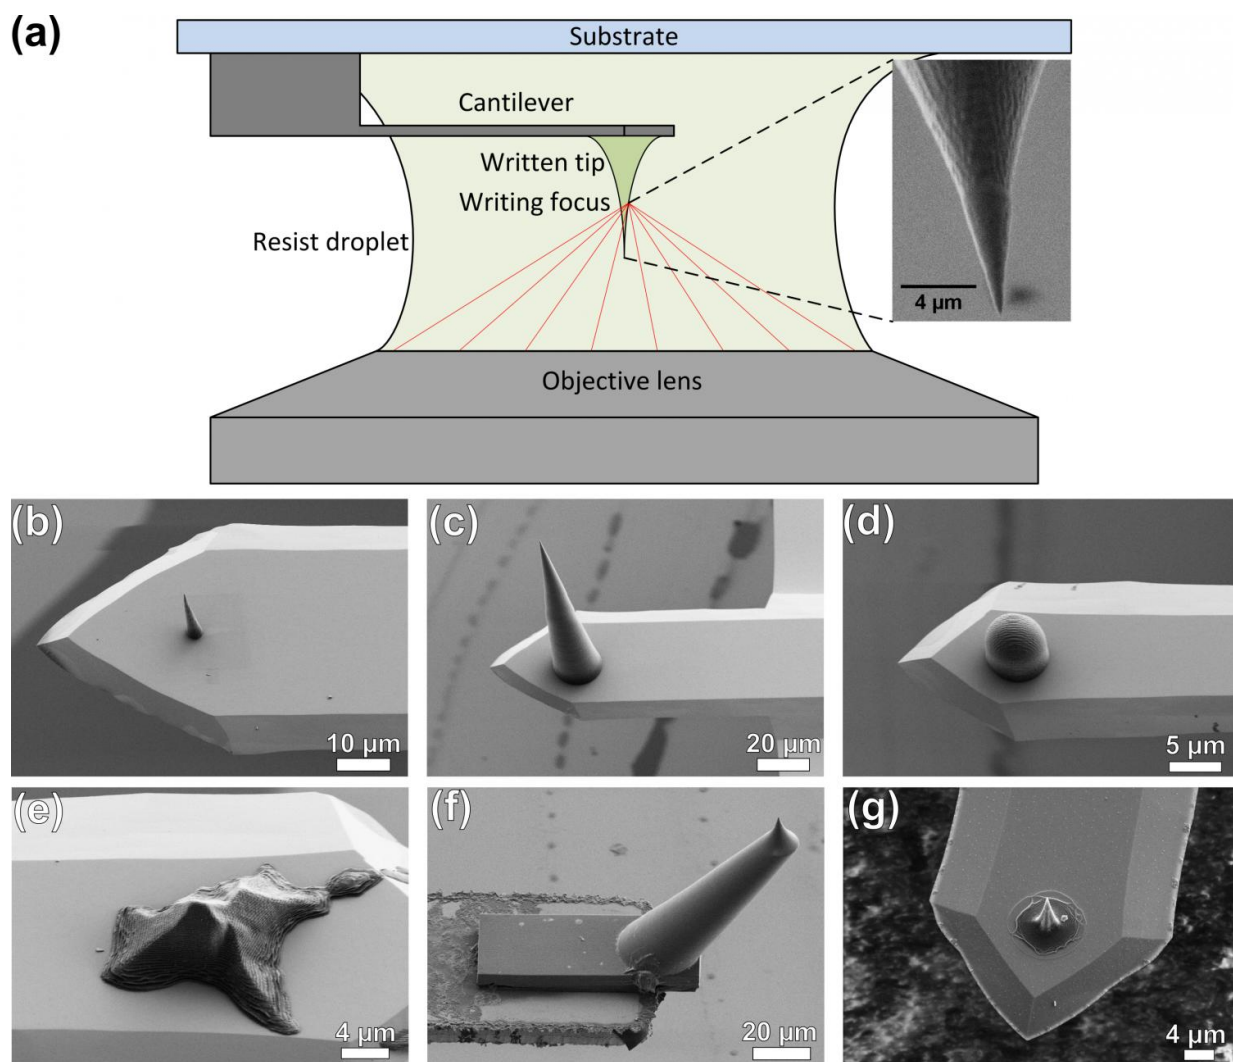 (a)
Substrate
Cantilever
Written tip
Writing focus
Resist droplet
4 µm
Objective lens
(b)
10 µm
(c)
20 µm
(d)
5 µm
(e)
4 µm
(f)
20 µm
(g)
4 µm